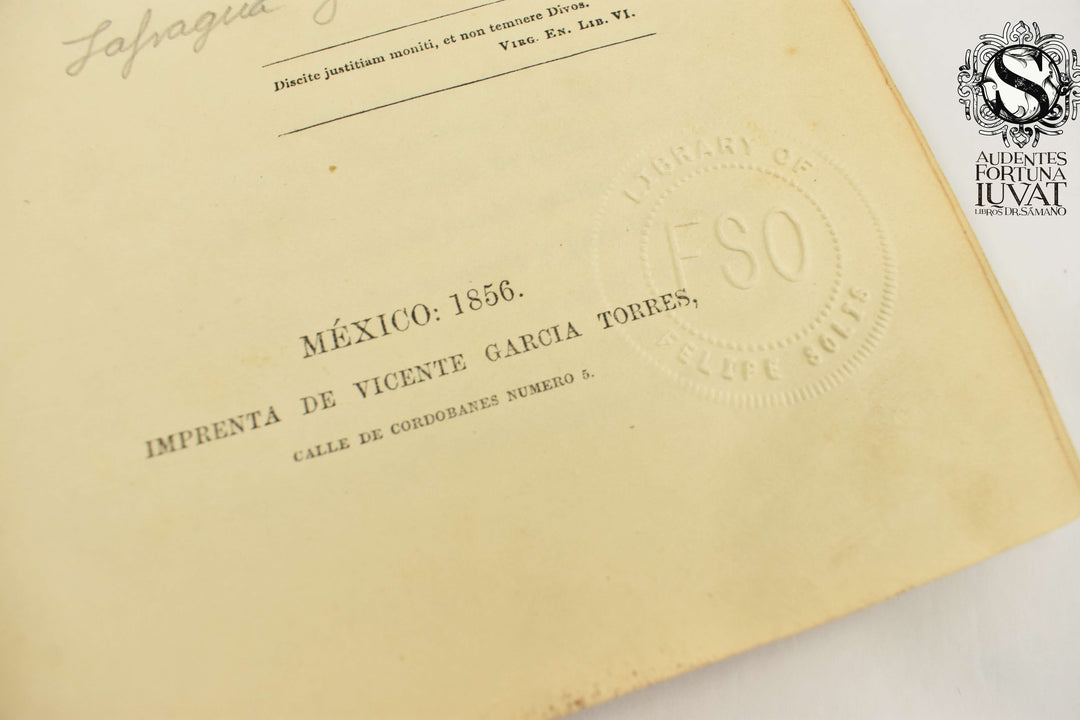 Lafragua
Discite justitiam moniti, et non temnere Divos.
VIRG. EN. LIB. VI.
MÉXICO: 1856.
IMPRENTA DE VICENTE GARCIA TORRES,
CALLE DE CORDOBANES NUMERO 5.
LIBRARY OF
FSO
FELIPE SOLIS
S
AUDENTES
FORTUNA
IUVAT
LIBROS DR. SÁMANO